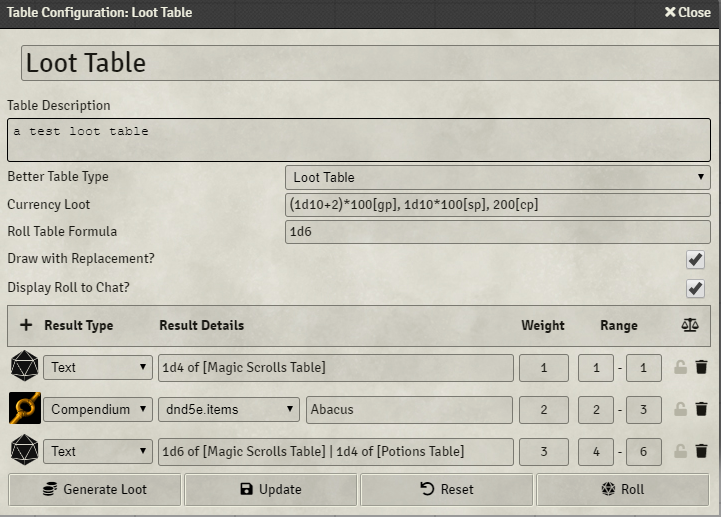 Table Configuration: Loot Table Close
Loot Table
Table Description
a test loot table
Better Table Type Loot Table
Currency Loot (1d10+2)*100[gp], 1d10*100[sp], 200[cp]
Roll Table Formula 1d6
Draw with Replacement?
Display Roll to Chat?
+ Result Type Result Details Weight Range
Text 1d4 of [Magic Scrolls Table] 1 1 - 1
Compendium dnd5e.items Abacus 2 2 - 3
Text 1d6 of [Magic Scrolls Table] | 1d4 of [Potions Table] 3 4 - 6
Generate Loot Update Reset Roll